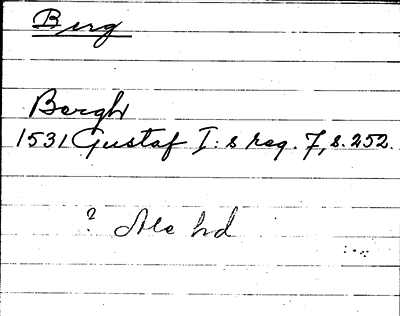 Berg
Bergh
1531 Gustaf I:s reg. 7, s. 252.
? Ale hd